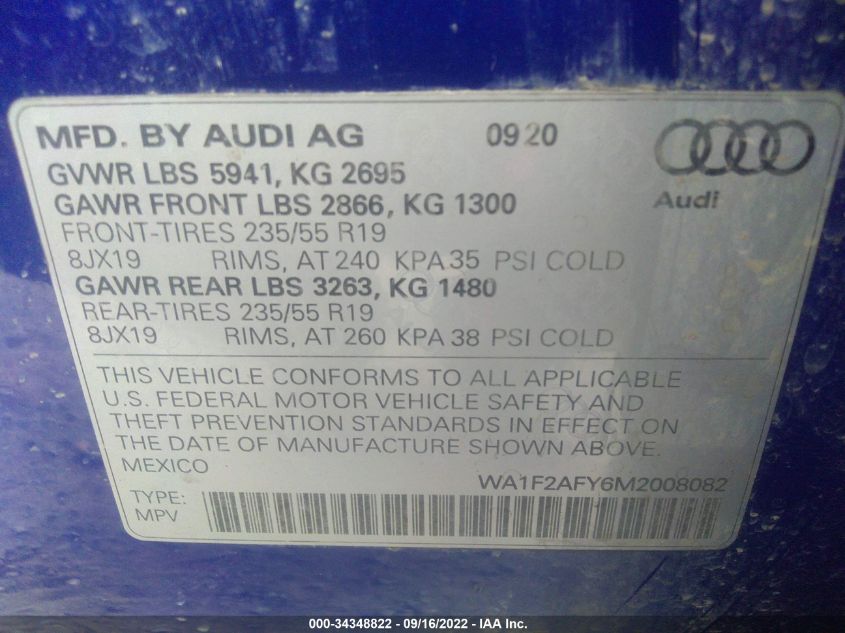 MFD. BY AUDI AG 0920
GVWR LBS 5941, KG 2695
GAWR FRONT LBS 2866, KG 1300
Audi
FRONT-TIRES 235/55 R19
8JX19 RIMS, AT 240 KPA 35 PSI COLD
GAWR REAR LBS 3263, KG 1480
REAR-TIRES 235/55 R19
8JX19 RIMS, AT 260 KPA 38 PSI COLD
THIS VEHICLE CONFORMS TO ALL APPLICABLE
U.S. FEDERAL MOTOR VEHICLE SAFETY AND
THEFT PREVENTION STANDARDS IN EFFECT ON
THE DATE OF MANUFACTURE SHOWN ABOVE.
MEXICO
WA1F2AFY6M2008082
TYPE:
MPV
000-34348822 - 09/16/2022 - IAA Inc.